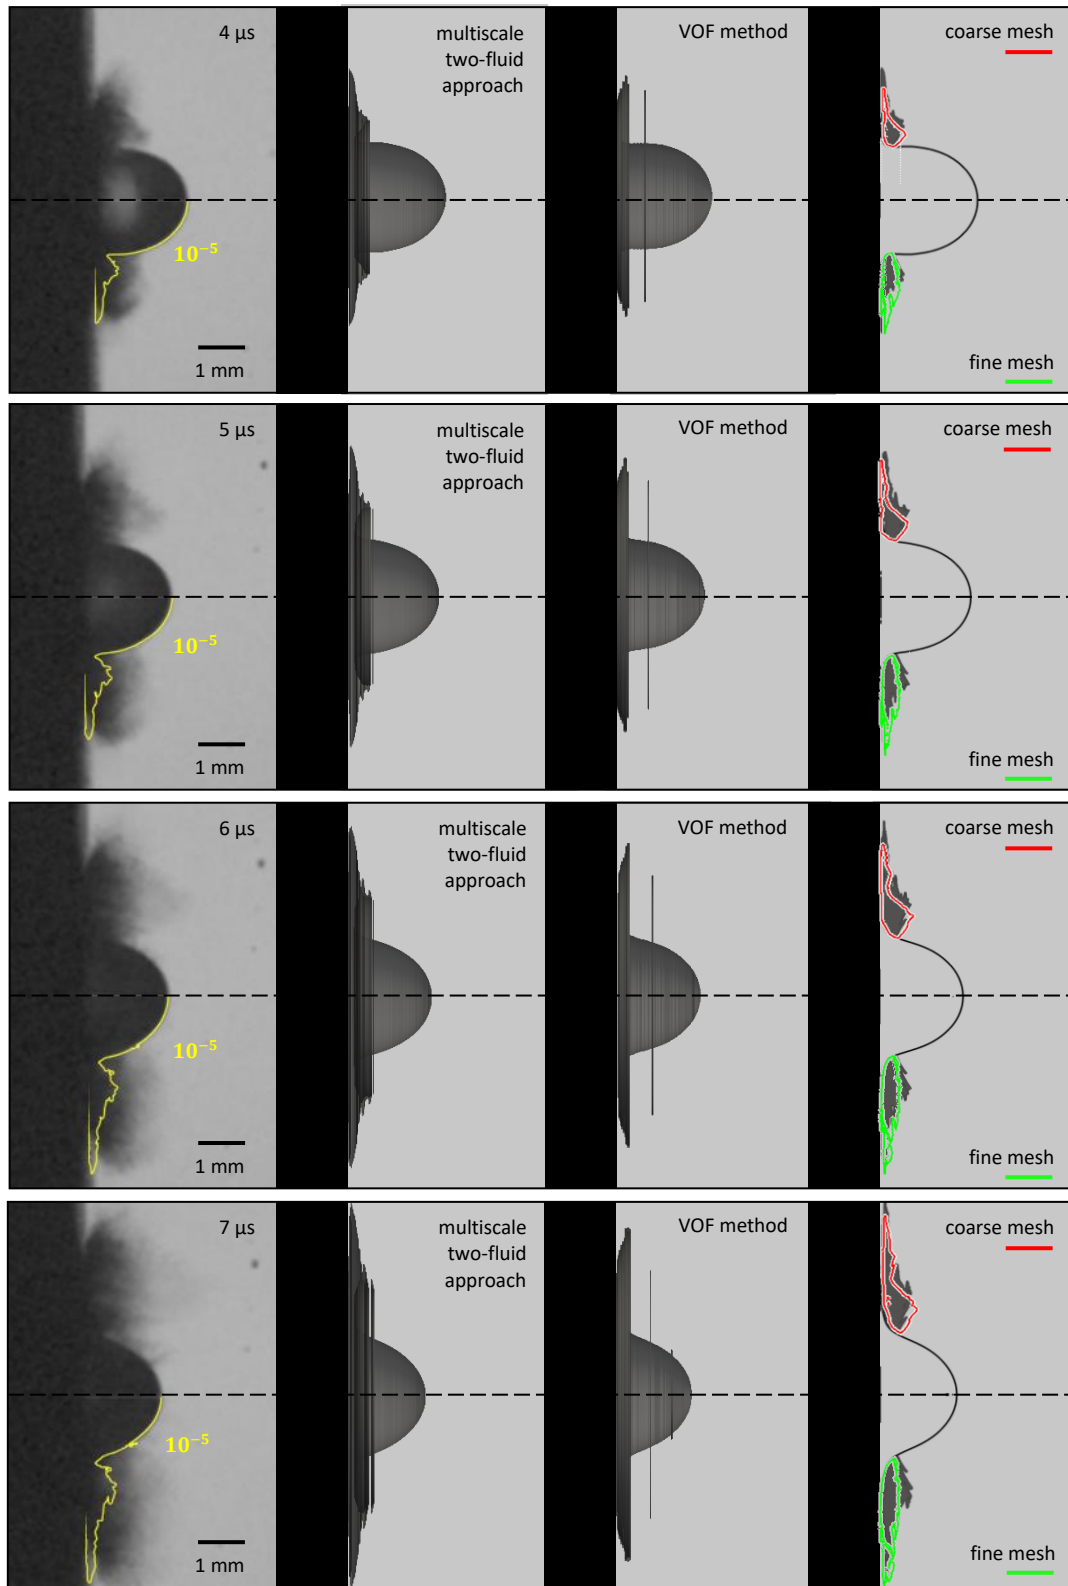 4 µs
multiscale
two-fluid
approach
VOF method
coarse mesh
10⁻⁵
1 mm
fine mesh
5 µs
multiscale
two-fluid
approach
VOF method
coarse mesh
10⁻⁵
1 mm
fine mesh
6 µs
multiscale
two-fluid
approach
VOF method
coarse mesh
10⁻⁵
1 mm
fine mesh
7 µs
multiscale
two-fluid
approach
VOF method
coarse mesh
10⁻⁵
1 mm
fine mesh